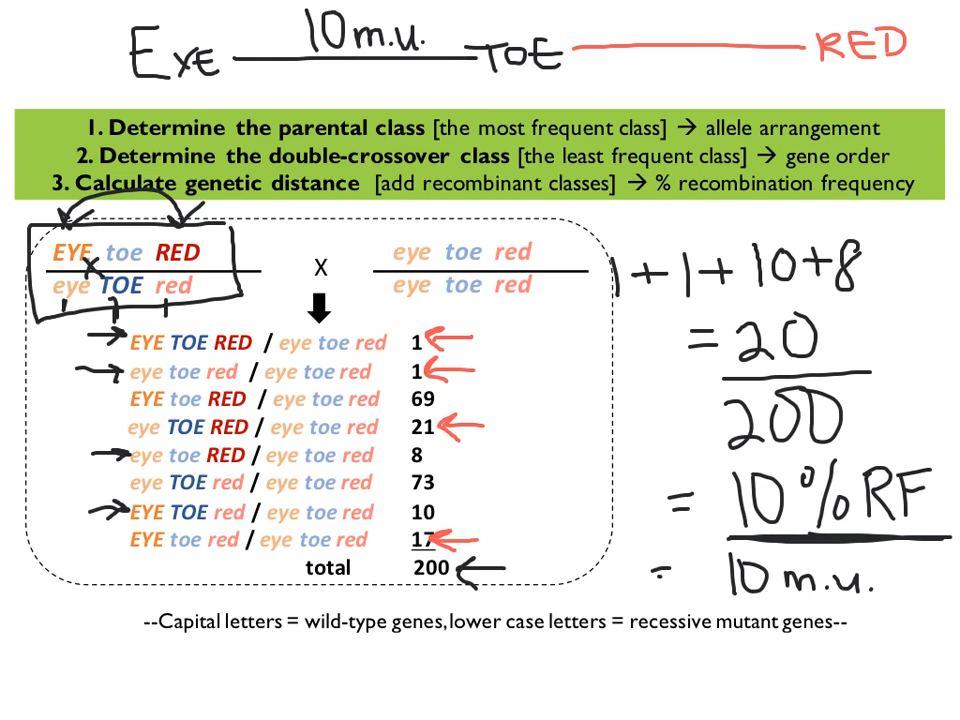 EYE 10 m.u. TOE RED
1. Determine the parental class [the most frequent class] → allele arrangement
2. Determine the double-crossover class [the least frequent class] → gene order
3. Calculate genetic distance [add recombinant classes] → % recombination frequency
EYE toe RED X eye toe red
eye TOE red eye toe red
EYE TOE RED / eye toe red 1
eye toe red / eye toe red 1
EYE toe RED / eye toe red 69
eye TOE RED / eye toe red 21
eye toe RED / eye toe red 8
eye TOE red / eye toe red 73
EYE TOE red / eye toe red 10
EYE toe red / eye toe red 17
total 200
1 + 1 + 10 + 8
= 20
200
= 10% RF
= 10 m.u.
--Capital letters = wild-type genes, lower case letters = recessive mutant genes--